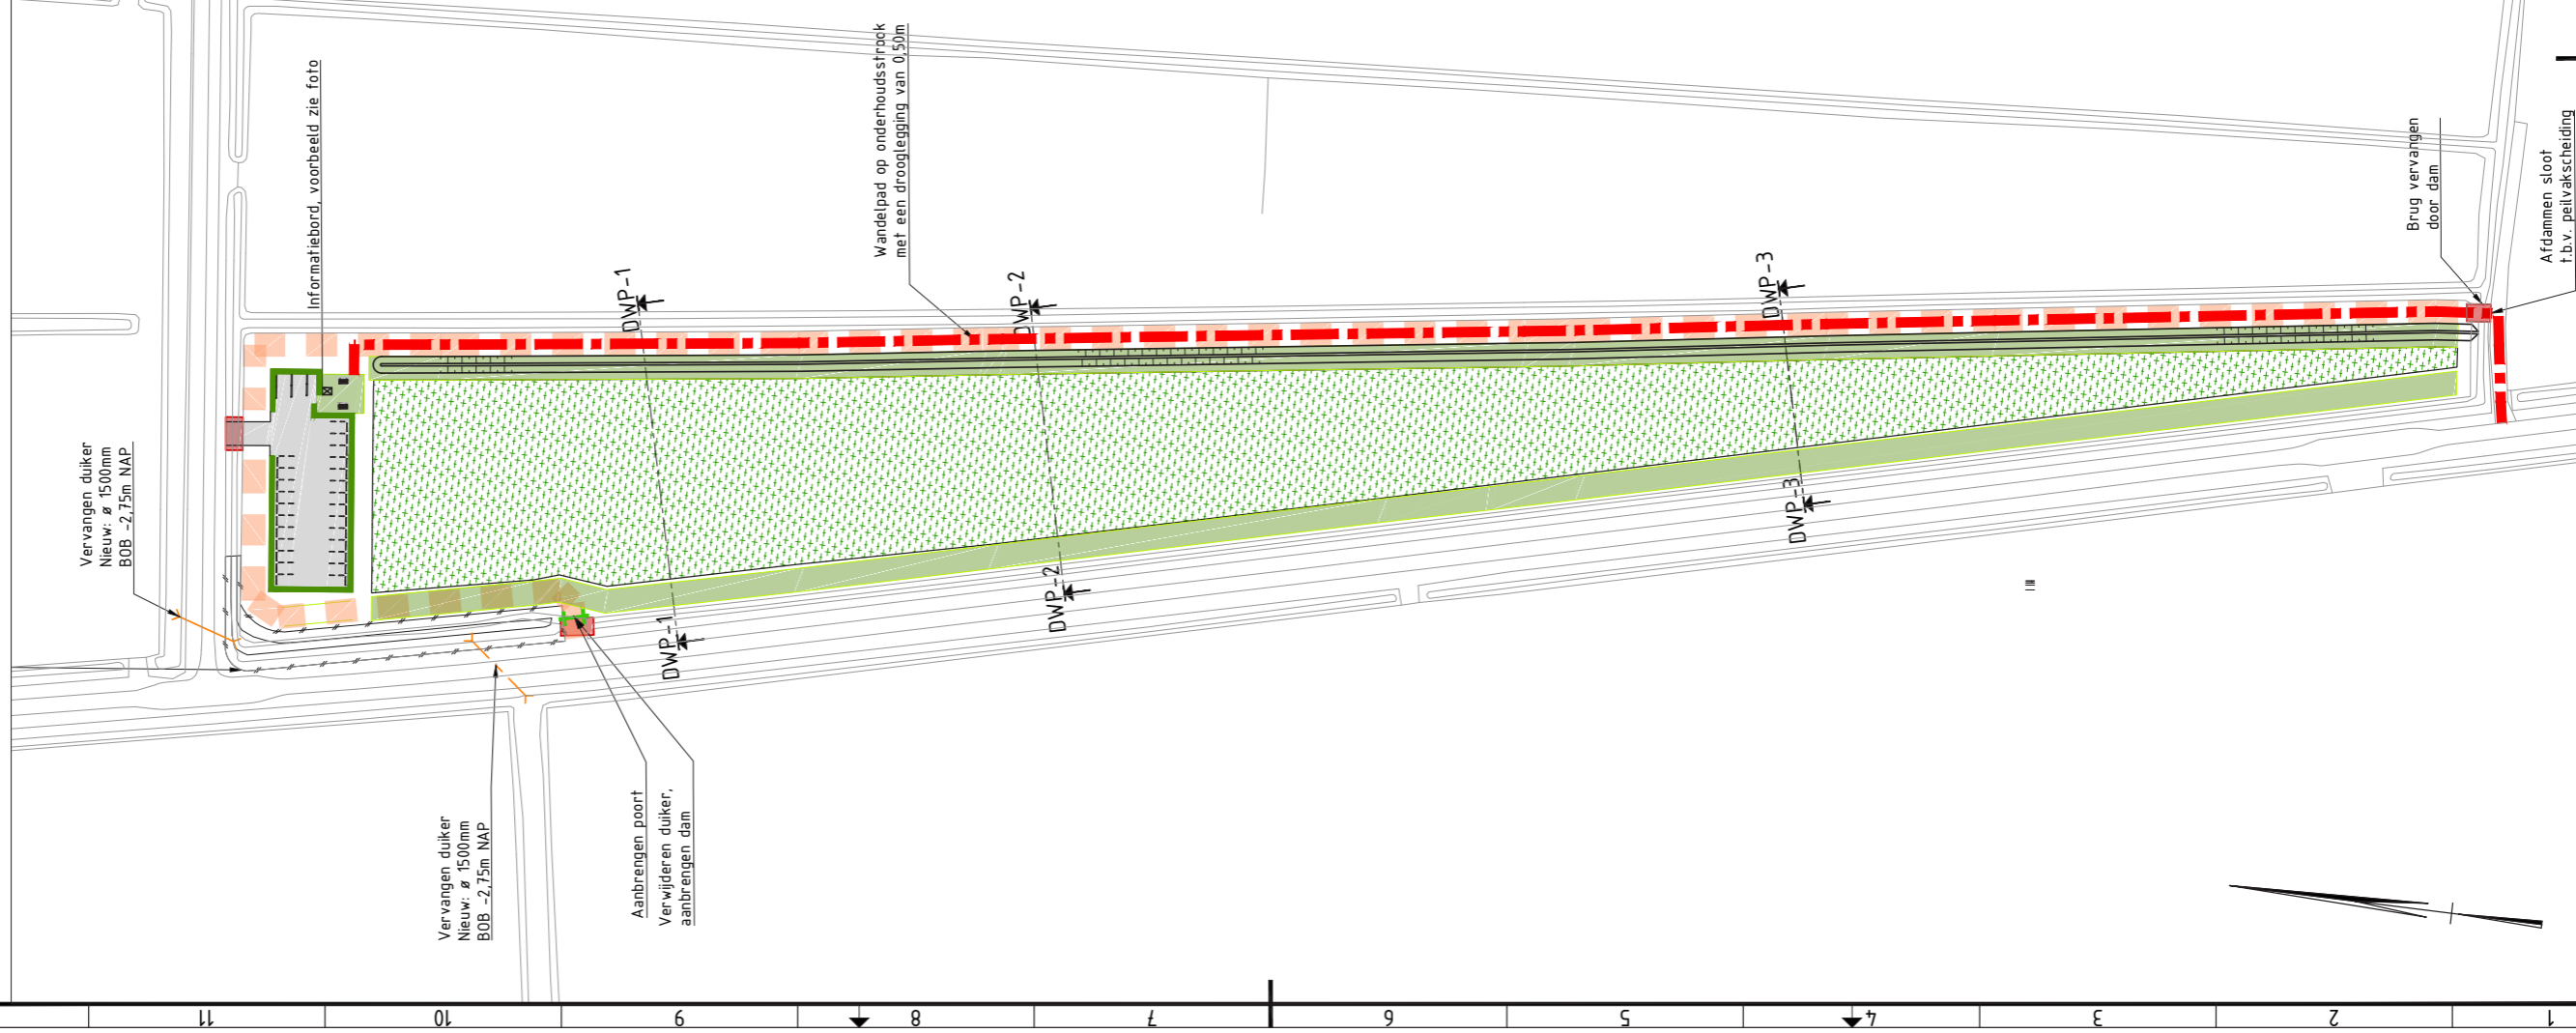 Informatiebord, voorbeeld zie foto
Wandelpad op onderhoudsstrook
met een drooglegging van 0,50m
Brug vervangen
door dam
Afdammen sloot
t.b.v. peilvakscheiding
Vervangen duiker
Nieuw: ø 1500mm
BOB -2,75m NAP
DWP-1
DWP-2
DWP-3
DWP-1
DWP-2
DWP-3
Vervangen duiker
Nieuw: ø 1500mm
BOB -2,75m NAP
Aanbrengen poort
Verwijderen duiker,
aanbrengen dam
11
10
9
8
7
6
5
4
3
2
1